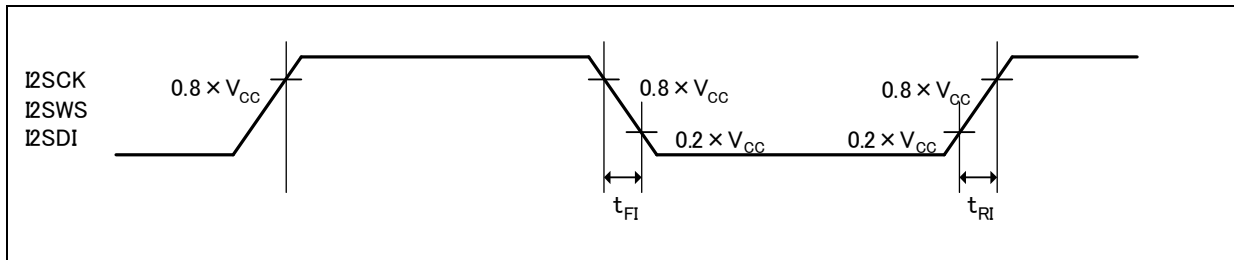 I2SCK
I2SWS
I2SDI
0.8 × VCC
0.8 × VCC
0.2 × VCC
0.8 × VCC
0.2 × VCC
tFI
tRI